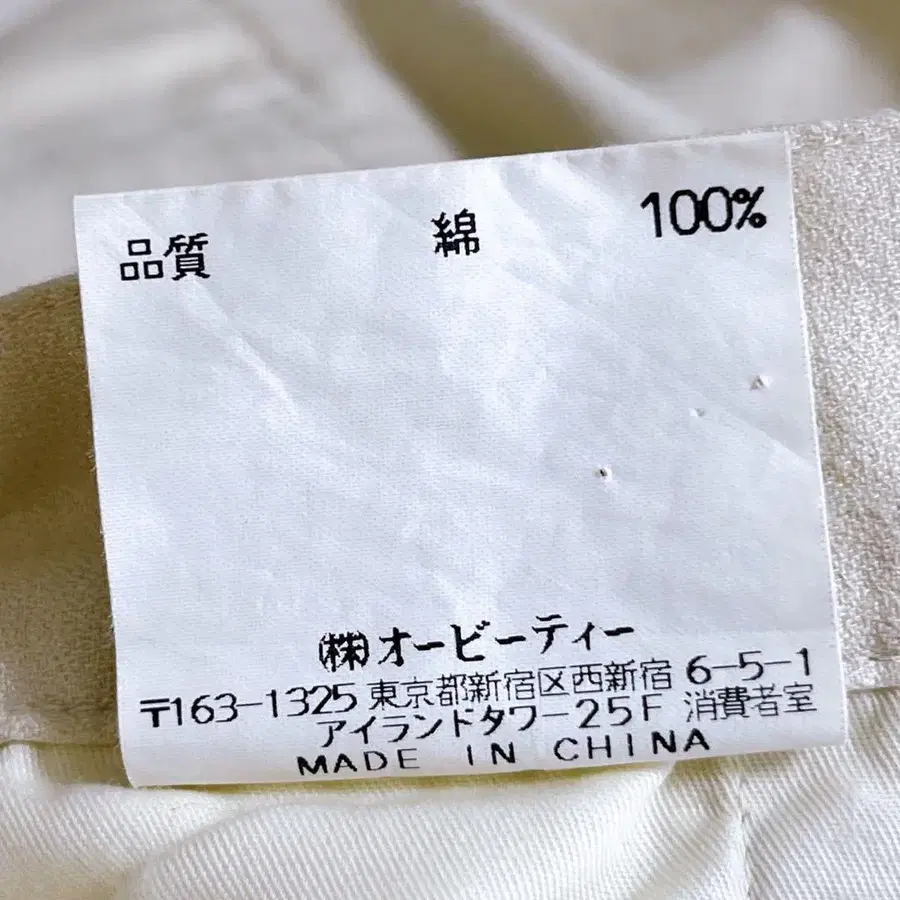 品質 綿 100%
㈱オービーティー
〒163-1325 東京都新宿区西新宿 6-5-1
アイランドタワー25F 消費者室
MADE IN CHINA